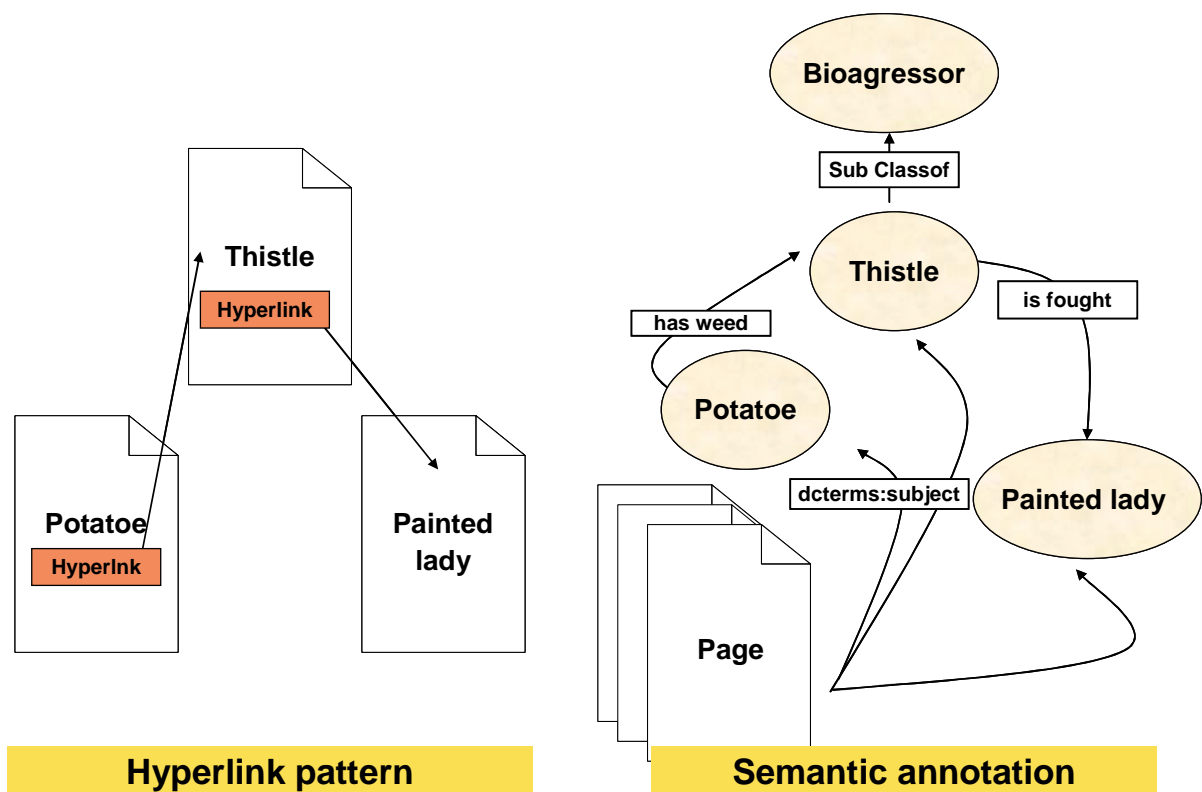 Thistle
Hyperlink
Potatoe
Hyperlnk
Painted
lady
Hyperlink pattern
Bioagressor
Sub Classof
Thistle
is fought
has weed
Potatoe
dcterms:subject
Painted lady
Page
Semantic annotation